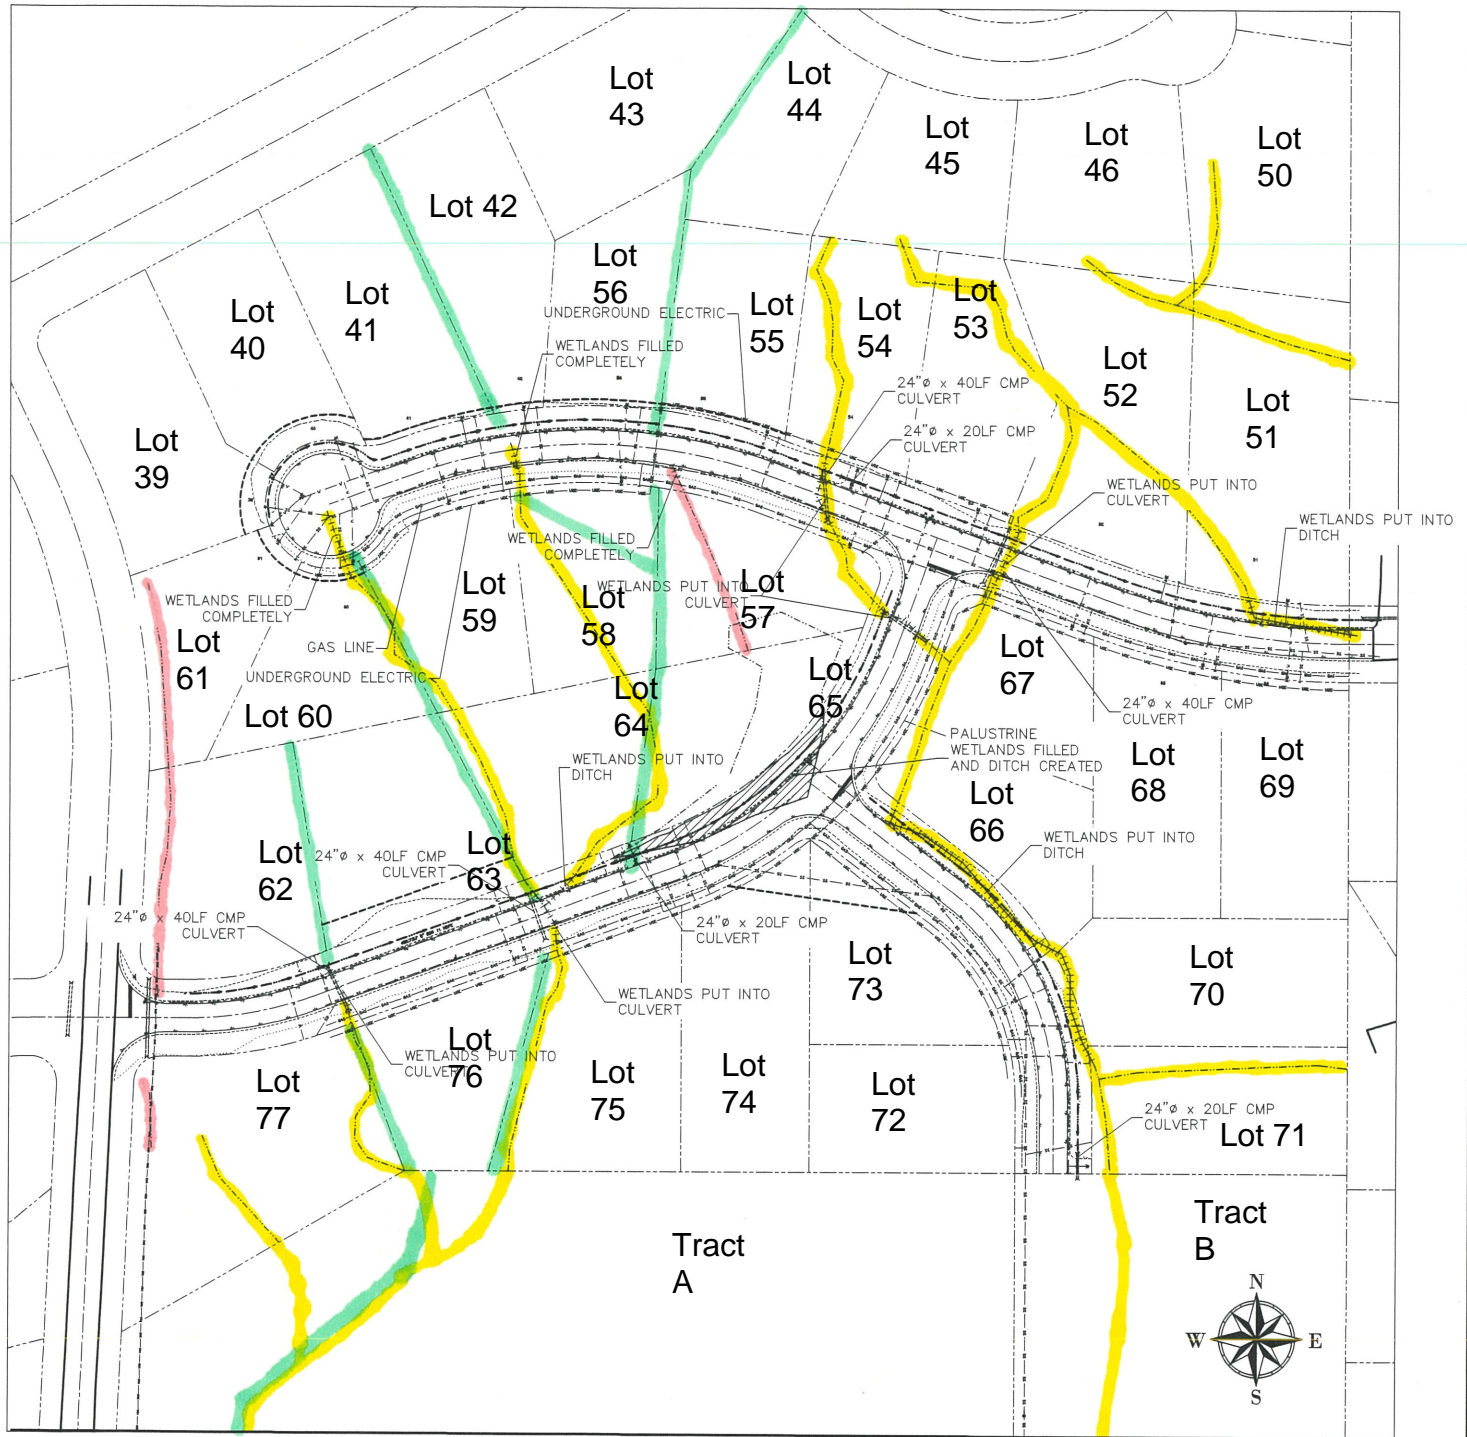 Lot
43
Lot
44
Lot
45
Lot
46
Lot
50
Lot 42
Lot
56
Lot
41
Lot
40
UNDERGROUND ELECTRIC
Lot
55
Lot
54
Lot
53
Lot
52
Lot
51
WETLANDS FILLED
COMPLETELY
24"ø x 40LF CMP
CULVERT
24"ø x 20LF CMP
CULVERT
Lot
39
WETLANDS PUT INTO
CULVERT
WETLANDS PUT INTO
DITCH
WETLANDS FILLED
COMPLETELY
WETLANDS PUT INTO
CULVERT
Lot
57
Lot
59
Lot
58
WETLANDS FILLED
COMPLETELY
GAS LINE
UNDERGROUND ELECTRIC
Lot
61
Lot 60
Lot
64
Lot
65
Lot
67
24"ø x 40LF CMP
CULVERT
PALUSTRINE
WETLANDS FILLED
AND DITCH CREATED
Lot
68
Lot
69
WETLANDS PUT INTO
DITCH
Lot
66
WETLANDS PUT INTO
DITCH
Lot
62
24"ø x 40LF CMP
CULVERT
Lot
63
24"ø x 40LF CMP
CULVERT
24"ø x 20LF CMP
CULVERT
Lot
73
Lot
70
WETLANDS PUT INTO
CULVERT
WETLANDS PUT INTO
CULVERT
Lot
76
Lot
77
Lot
75
Lot
74
Lot
72
24"ø x 20LF CMP
CULVERT
Lot 71
Tract
A
Tract
B
N
W
E
S